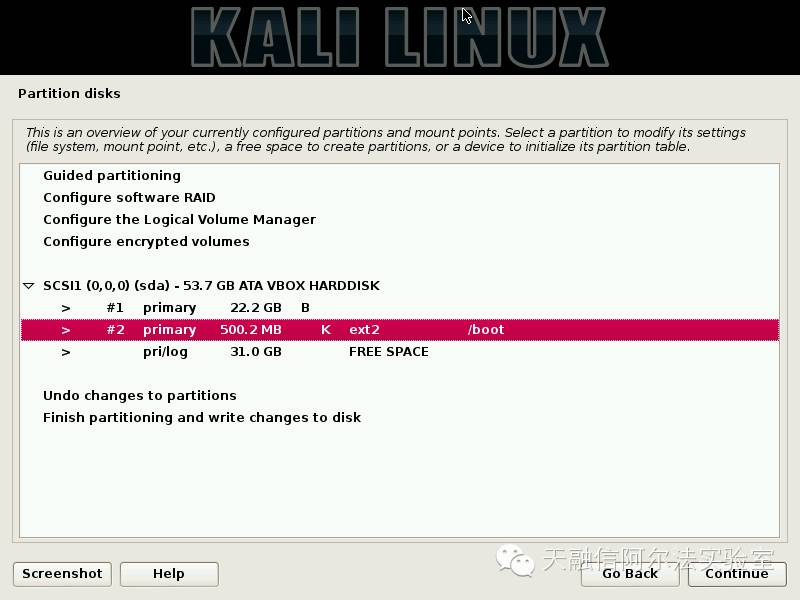 KALI LINUX
Partition disks
This is an overview of your currently configured partitions and mount points. Select a partition to modify its settings
(file system, mount point, etc.), a free space to create partitions, or a device to initialize its partition table.
Guided partitioning
Configure software RAID
Configure the Logical Volume Manager
Configure encrypted volumes
SCSI1 (0,0,0) (sda) - 53.7 GB ATA VBOX HARDDISK
> #1 primary 22.2 GB B
> #2 primary 500.2 MB K ext2 /boot
> pri/log 31.0 GB FREE SPACE
Undo changes to partitions
Finish partitioning and write changes to disk
天融信阿尔法实验室
Screenshot Help Go Back Continue